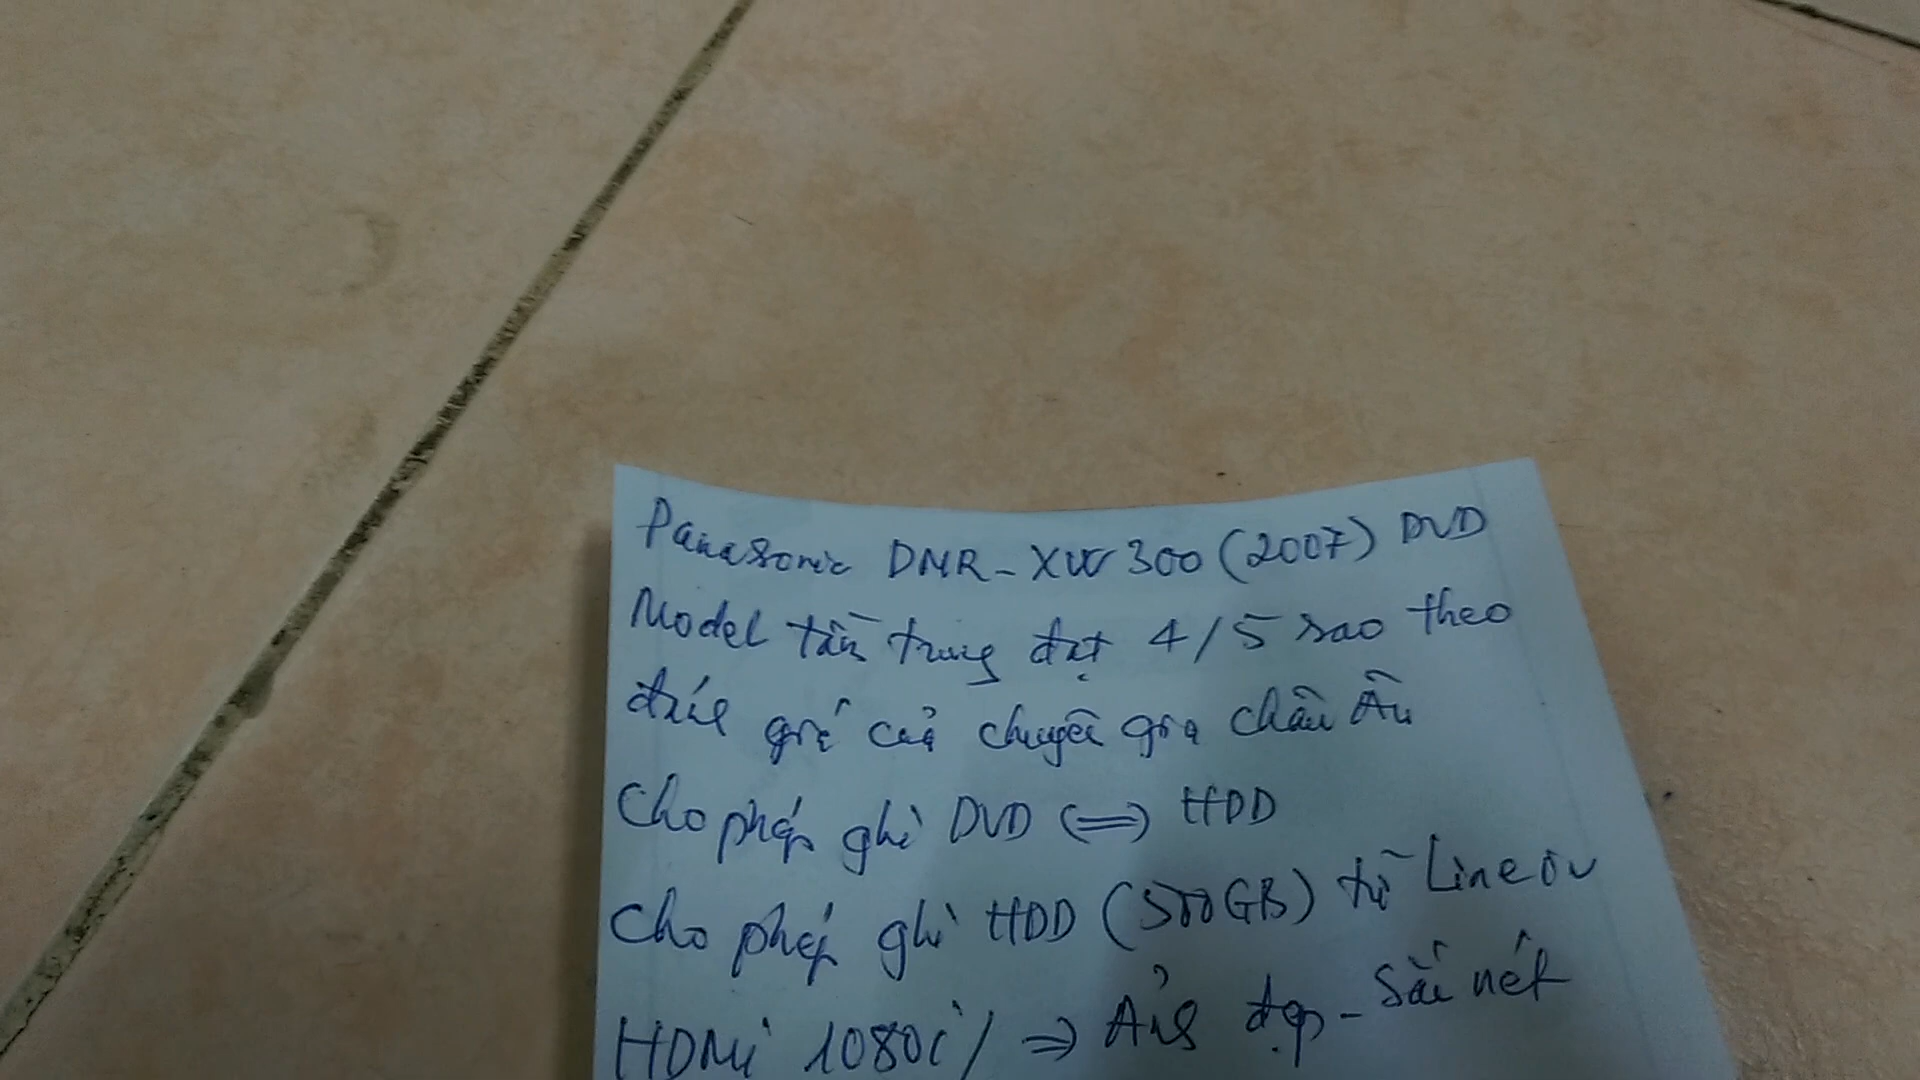 Panasonic DMR-XW300 (2007) DVD
Model tầm trung đạt 4/5 sao theo
đánh giá của chuyên gia châu Âu
Cho phép ghi DVD <=> HDD
Cho phép ghi HDD (500GB) từ Line
HDMi 1080i / => Ảnh đẹp - Sắc nét